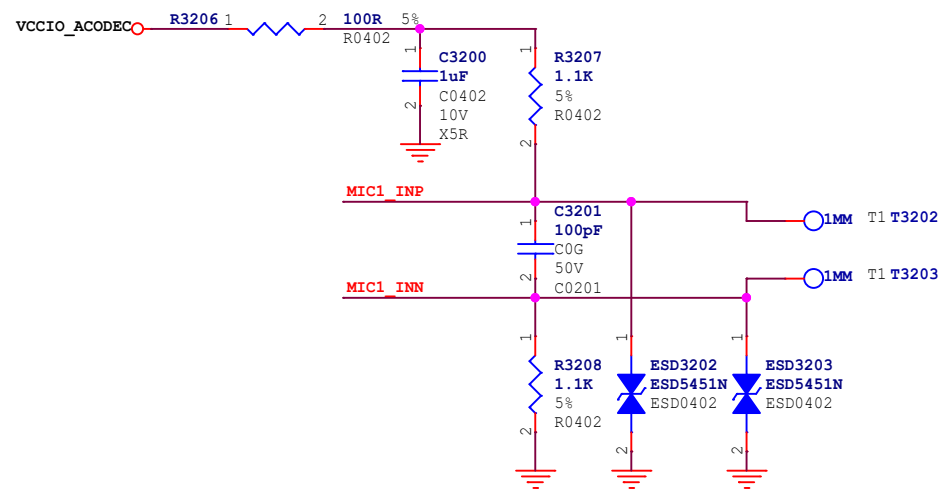 VCCIO_ACODEC
R3206 1
2 100R 5%
R0402
1 C3200
1uF
2 C0402
10V
X5R
1 R3207
1.1K
5%
R0402
2
MIC1_INP
1 C3201
100pF
C0G
50V
2 C0201
1MM T1 T3202
1MM T1 T3203
MIC1_INN
1 R3208
1.1K
5%
R0402
2
1 ESD3202
ESD5451N
ESD0402
2
1 ESD3203
ESD5451N
ESD0402
2